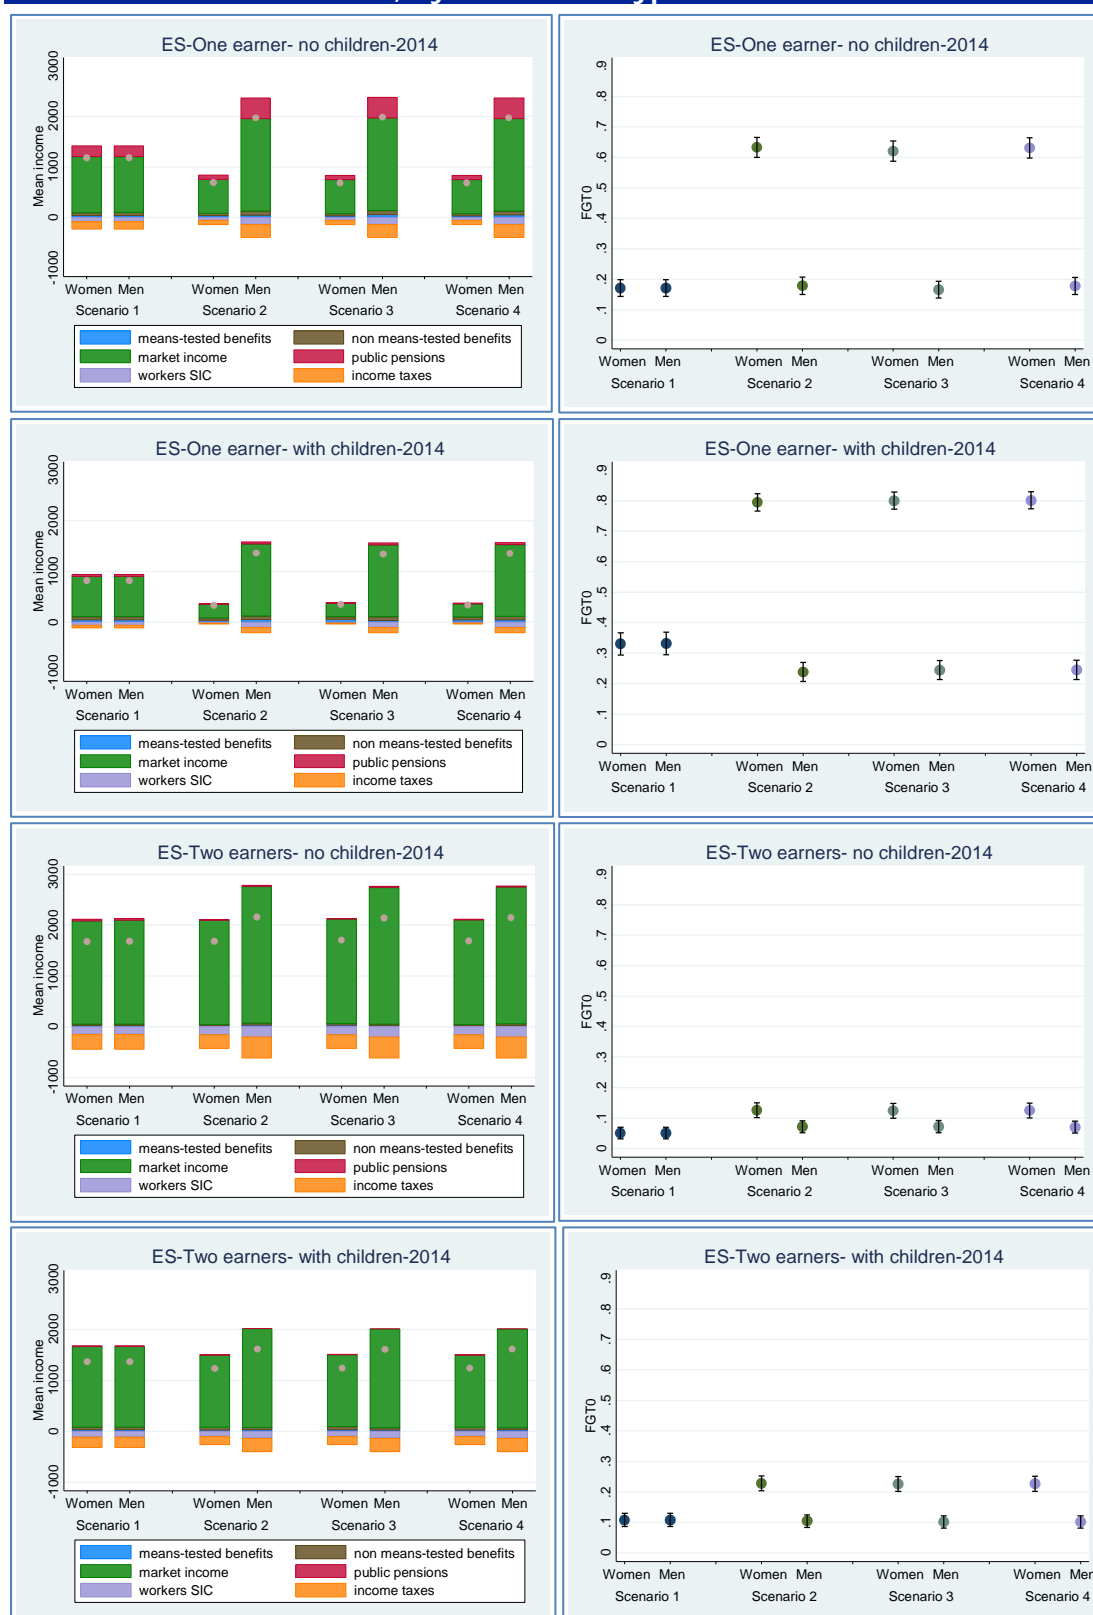 ES-One earner- no children-2014
Mean income
3000
2000
1000
0
-1000
Women Men Women Men Women Men Women Men
Scenario 1 Scenario 2 Scenario 3 Scenario 4
means-tested benefits non means-tested benefits
market income public pensions
workers SIC income taxes
ES-One earner- no children-2014
FGT0
.9
.8
.7
.6
.5
.4
.3
.2
.1
0
Women Men Women Men Women Men Women Men
Scenario 1 Scenario 2 Scenario 3 Scenario 4
ES-One earner- with children-2014
Mean income
3000
2000
1000
0
-1000
Women Men Women Men Women Men Women Men
Scenario 1 Scenario 2 Scenario 3 Scenario 4
means-tested benefits non means-tested benefits
market income public pensions
workers SIC income taxes
ES-One earner- with children-2014
FGT0
.9
.8
.7
.6
.5
.4
.3
.2
.1
0
Women Men Women Men Women Men Women Men
Scenario 1 Scenario 2 Scenario 3 Scenario 4
ES-Two earners- no children-2014
Mean income
3000
2000
1000
0
-1000
Women Men Women Men Women Men Women Men
Scenario 1 Scenario 2 Scenario 3 Scenario 4
means-tested benefits non means-tested benefits
market income public pensions
workers SIC income taxes
ES-Two earners- no children-2014
FGT0
.9
.8
.7
.6
.5
.4
.3
.2
.1
0
Women Men Women Men Women Men Women Men
Scenario 1 Scenario 2 Scenario 3 Scenario 4
ES-Two earners- with children-2014
Mean income
3000
2000
1000
0
-1000
Women Men Women Men Women Men Women Men
Scenario 1 Scenario 2 Scenario 3 Scenario 4
means-tested benefits non means-tested benefits
market income public pensions
workers SIC income taxes
ES-Two earners- with children-2014
FGT0
.9
.8
.7
.6
.5
.4
.3
.2
.1
0
Women Men Women Men Women Men Women Men
Scenario 1 Scenario 2 Scenario 3 Scenario 4